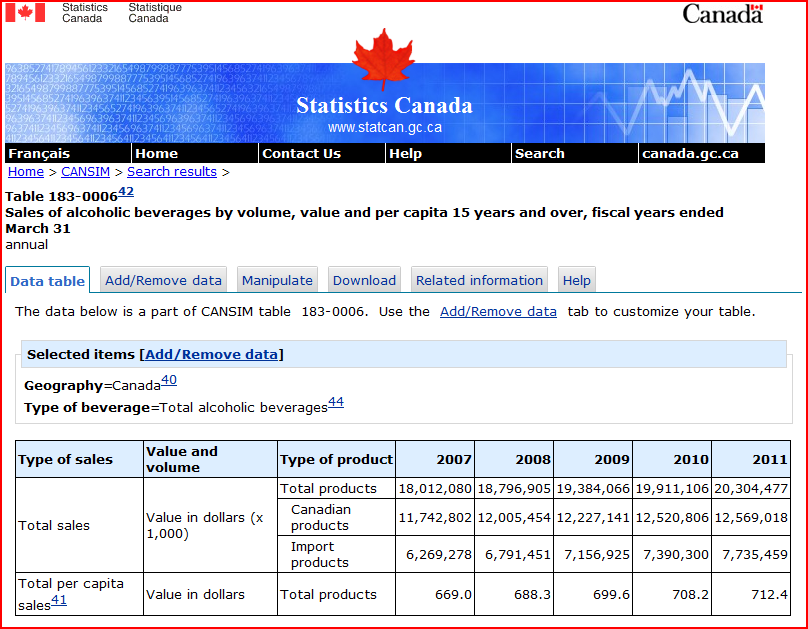 Statistics Canada
Statistique Canada
Canada
Statistics Canada
www.statcan.gc.ca
Français Home Contact Us Help Search canada.gc.ca
Home > CANSIM > Search results >
Table 183-0006 42
Sales of alcoholic beverages by volume, value and per capita 15 years and over, fiscal years ended
March 31
annual
Data table Add/Remove data Manipulate Download Related information Help
The data below is a part of CANSIM table 183-0006. Use the Add/Remove data tab to customize your table.
Selected items [Add/Remove data]
Geography=Canada 40
Type of beverage=Total alcoholic beverages 44
Type of sales Value and volume Type of product 2007 2008 2009 2010 2011
Total sales Value in dollars (x 1,000) Total products 18,012,080 18,796,905 19,384,066 19,911,106 20,304,477
Canadian products 11,742,802 12,005,454 12,227,141 12,520,806 12,569,018
Import products 6,269,278 6,791,451 7,156,925 7,390,300 7,735,459
Total per capita sales 41 Value in dollars Total products 669.0 688.3 699.6 708.2 712.4